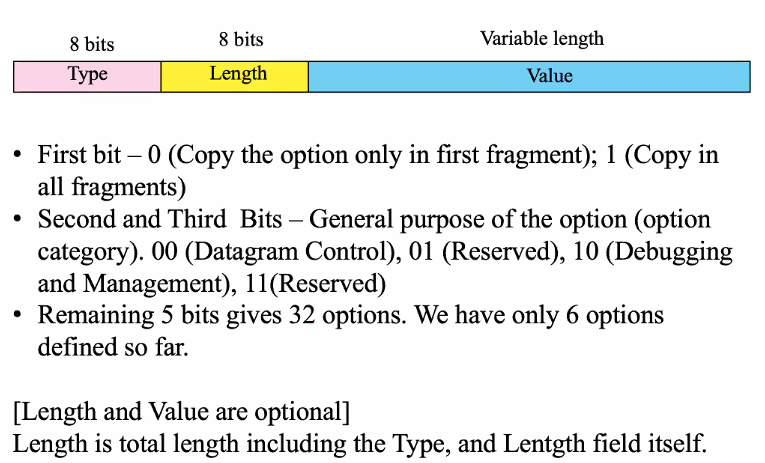 8 bits 8 bits Variable length
Type Length Value
• First bit – 0 (Copy the option only in first fragment); 1 (Copy in
all fragments)
• Second and Third Bits – General purpose of the option (option
category). 00 (Datagram Control), 01 (Reserved), 10 (Debugging
and Management), 11(Reserved)
• Remaining 5 bits gives 32 options. We have only 6 options
defined so far.
[Length and Value are optional]
Length is total length including the Type, and Lentgth field itself.